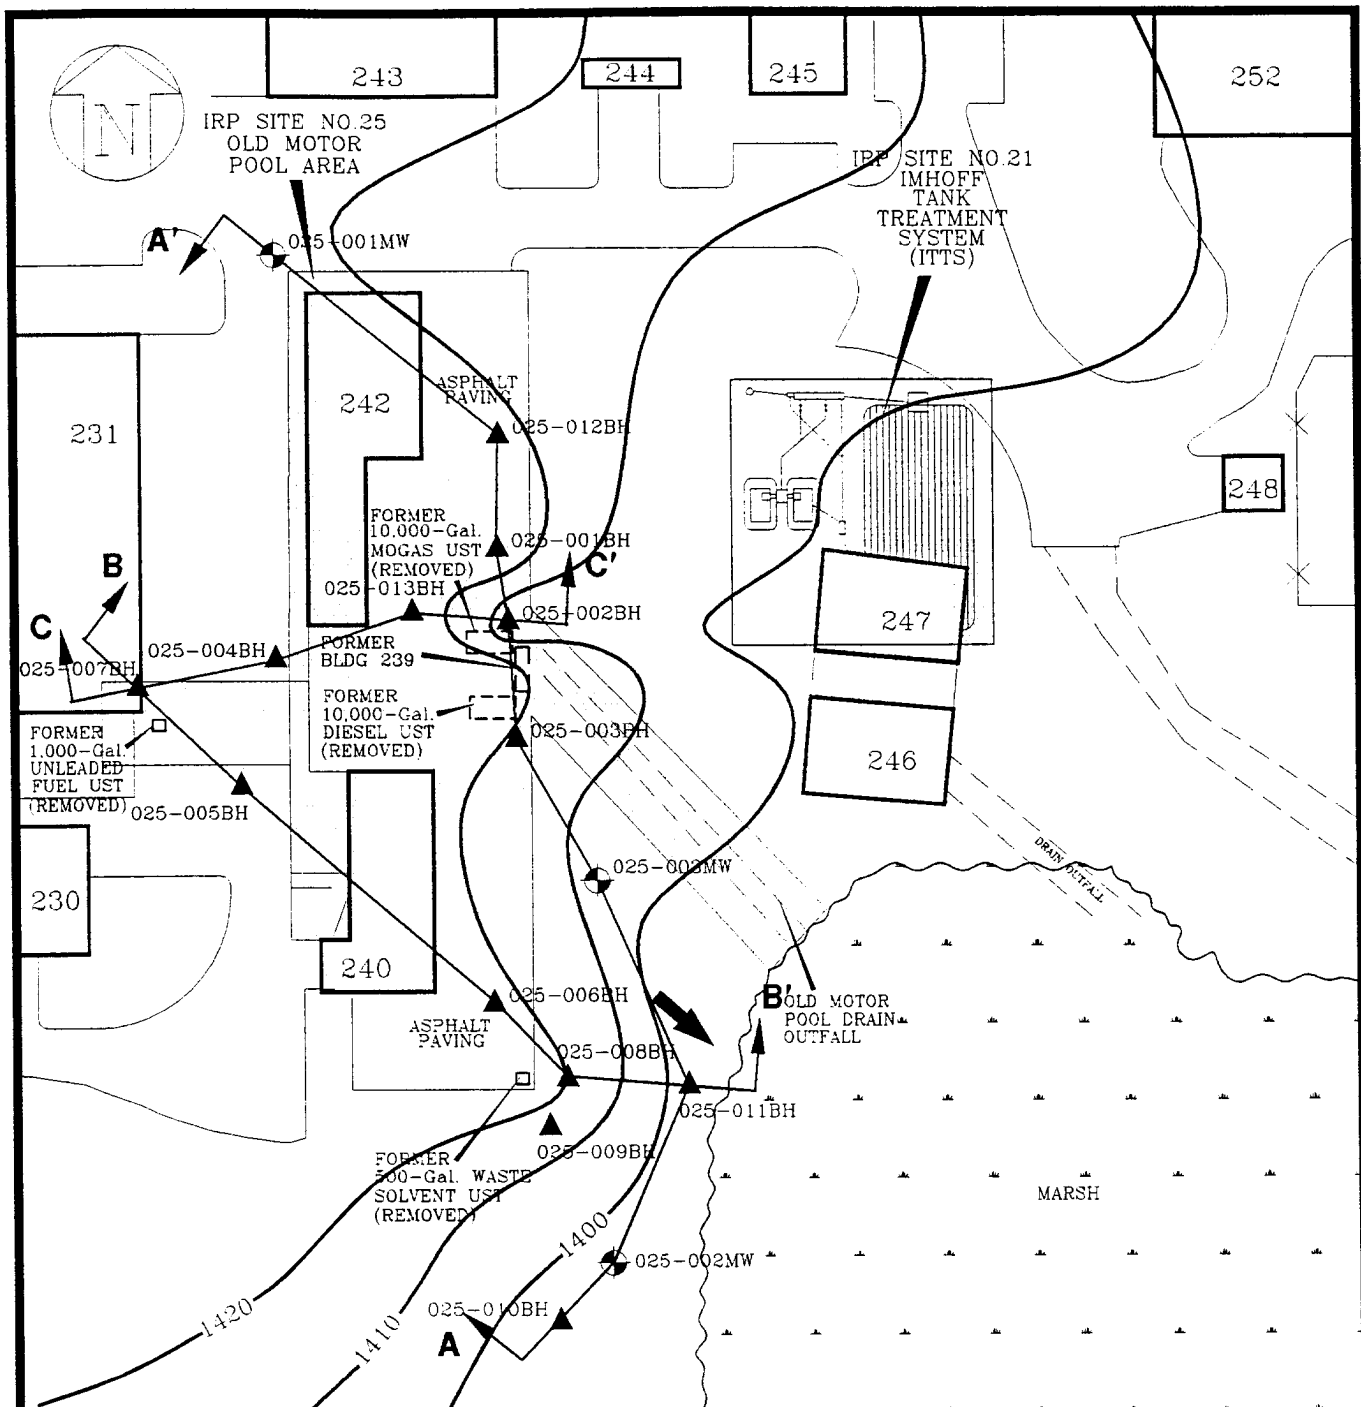 243
244
245
252
N
IRP SITE NO.25
OLD MOTOR
POOL AREA
IRP SITE NO.21
IMHOFF
TANK
TREATMENT
SYSTEM
(ITTS)
A'
025-001MW
242
ASPHALT
PAVING
231
025-012BH
248
FORMER
10,000-Gal.
MOGAS UST
(REMOVED)
025-001BH
C'
B
025-013BH
025-002BH
247
C
025-004BH
FORMER
BLDG 239
025-007BH
FORMER
10,000-Gal.
DIESEL UST
(REMOVED)
025-003BH
FORMER
1,000-Gal.
UNLEADED
FUEL UST
(REMOVED)
025-005BH
246
DRAIN OUTFALL
025-003MW
230
240
025-006BH
B'
OLD MOTOR
POOL DRAIN
OUTFALL
ASPHALT
PAVING
025-008BH
025-011BH
025-009BH
FORMER
500-Gal. WASTE
SOLVENT UST
(REMOVED)
MARSH
1400
025-002MW
025-010BH
1420
1410
A